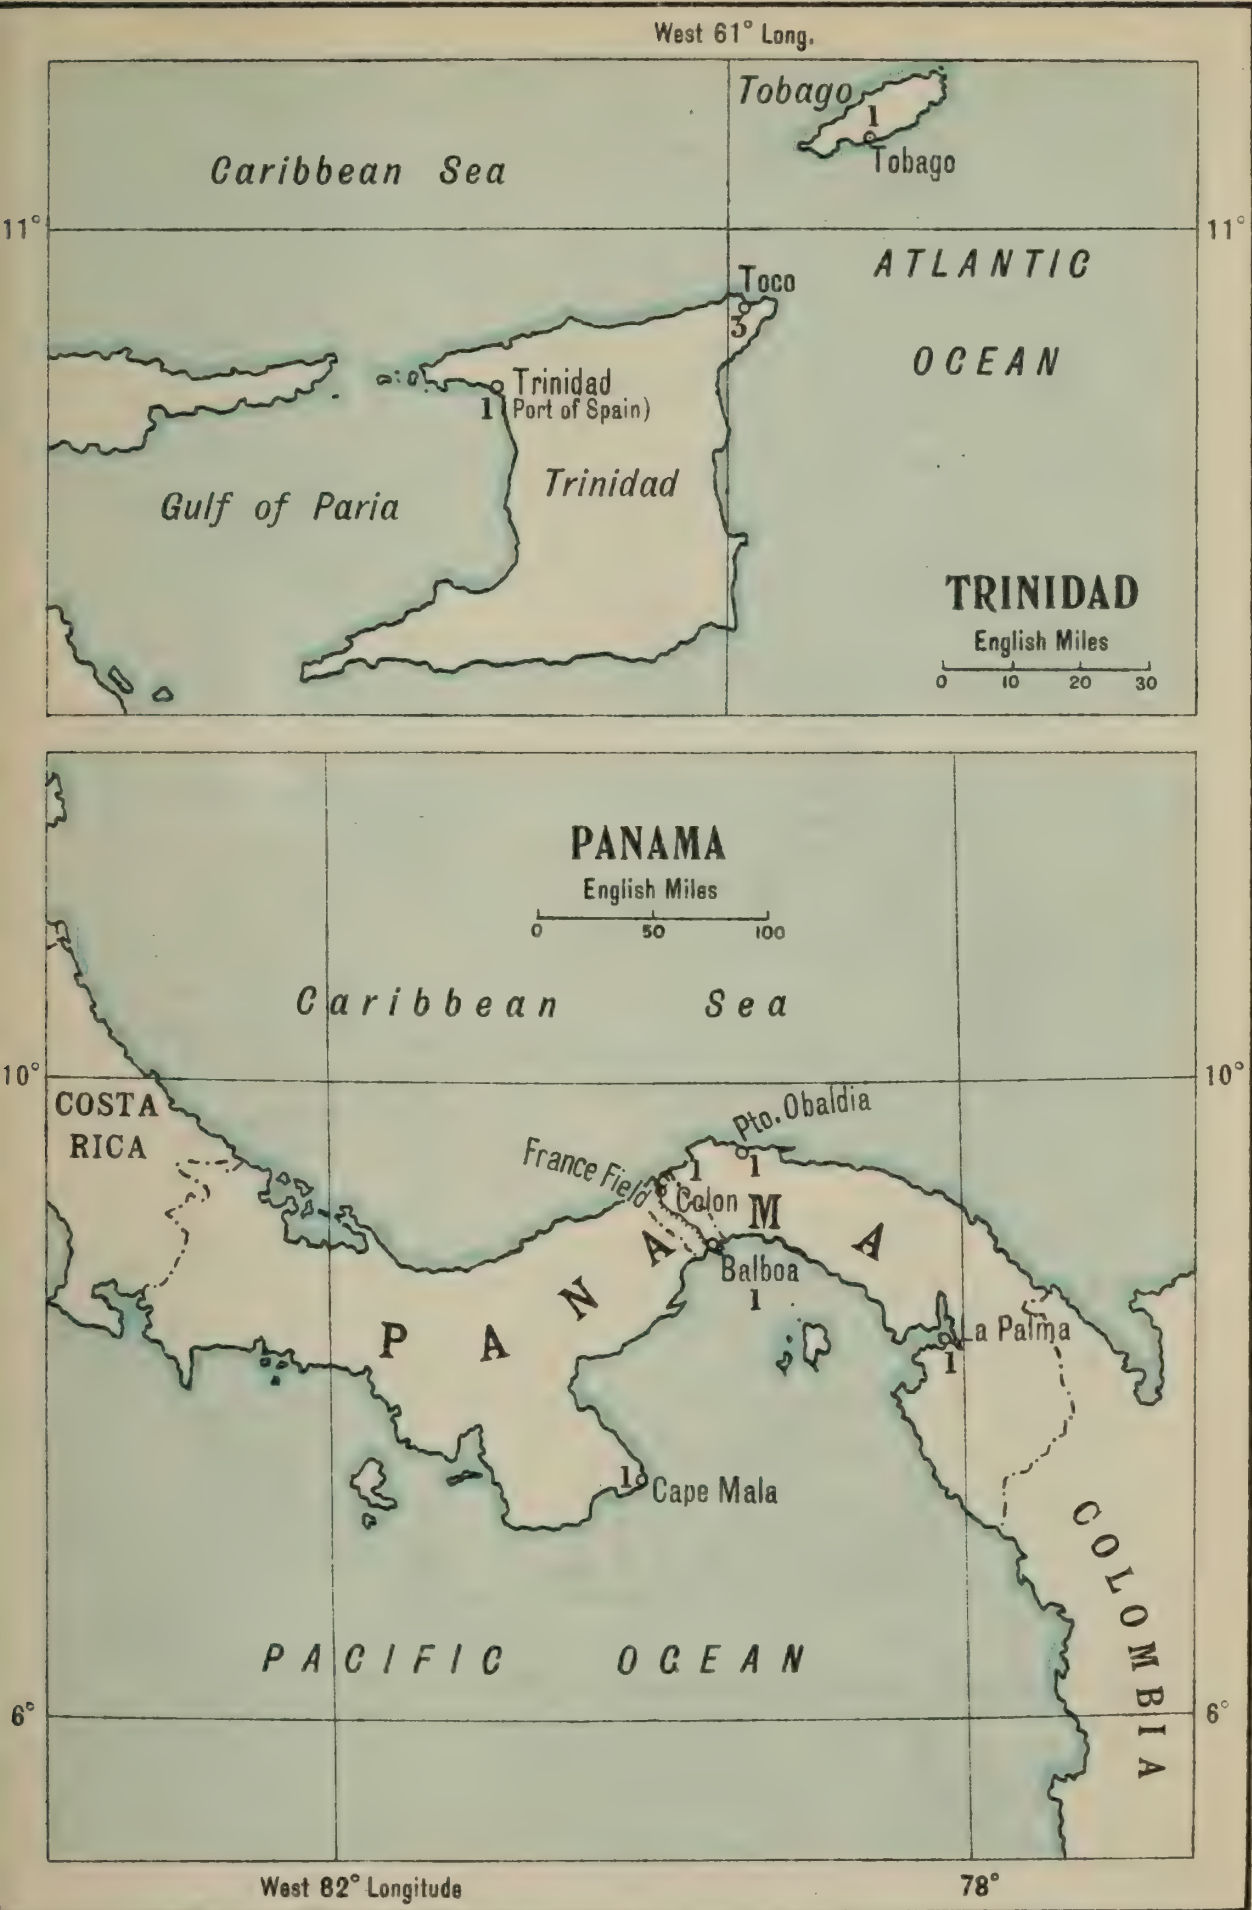 West 61° Long.
Tobago
1
Tobago
Caribbean Sea
11°
11°
ATLANTIC
OCEAN
Toco
3
Trinidad
1 (Port of Spain)
Trinidad
Gulf of Paria
TRINIDAD
English Miles
0 10 20 30
PANAMA
English Miles
0 50 100
Caribbean Sea
10°
10°
COSTA
RICA
Pto. Obaldia
1
France Field
1
Colon
PANAMA
Balboa
1
La Palma
1
1
Cape Mala
COLOMBIA
PACIFIC OCEAN
6°
6°
West 82° Longitude
78°